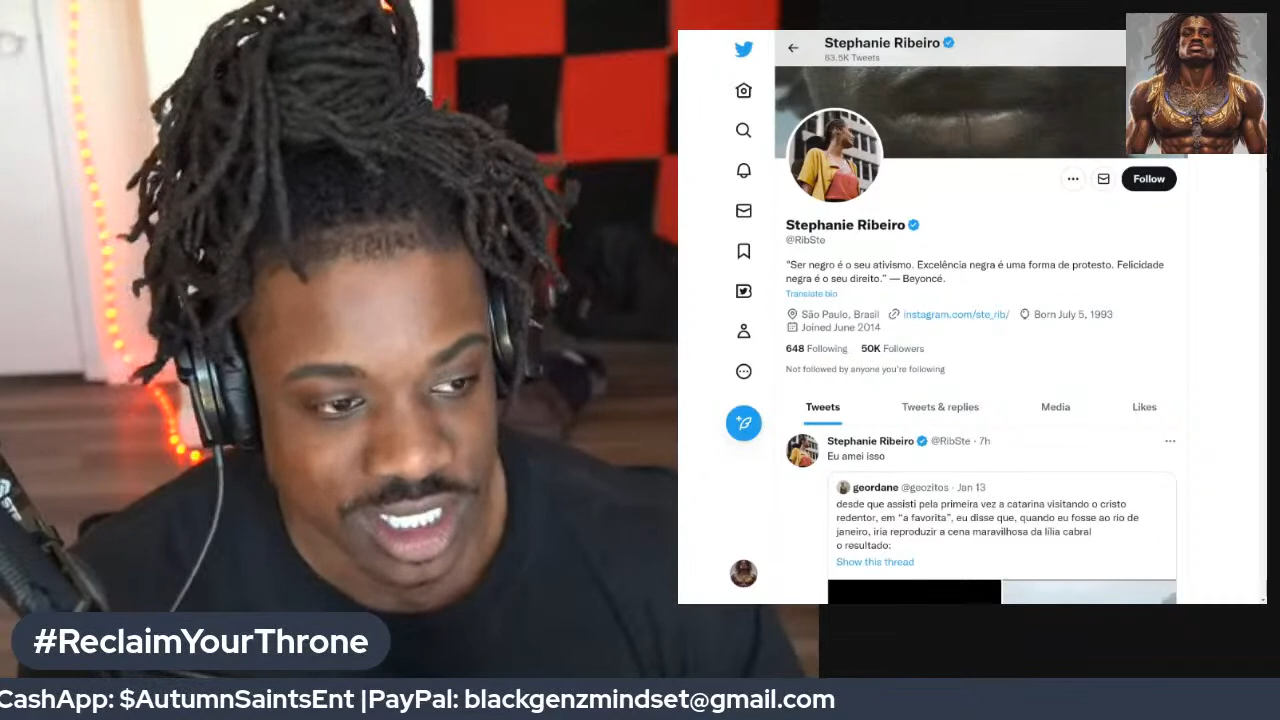 Stephanie Ribeiro
63.5K Tweets
Follow
Stephanie Ribeiro
@RibSte
"Ser negro é o seu ativismo. Excelência negra é uma forma de protesto. Felicidade
negra é o seu direito." — Beyoncé.
Translate bio
São Paulo, Brasil instagram.com/ste_rib/ Born July 5, 1993
Joined June 2014
648 Following 50K Followers
Not followed by anyone you're following
Tweets Tweets & replies Media Likes
Stephanie Ribeiro @RibSte · 7h
Eu amei isso
geordane @geozitos · Jan 13
desde que assisti pela primeira vez a catarina visitando o cristo
redentor, em "a favorita", eu disse que, quando eu fosse ao rio de
janeiro, iria reproduzir a cena maravilhosa da lília cabral
o resultado:
Show this thread
#ReclaimYourThrone
CashApp: $AutumnSaintsEnt |PayPal: blackgenzmindset@gmail.com